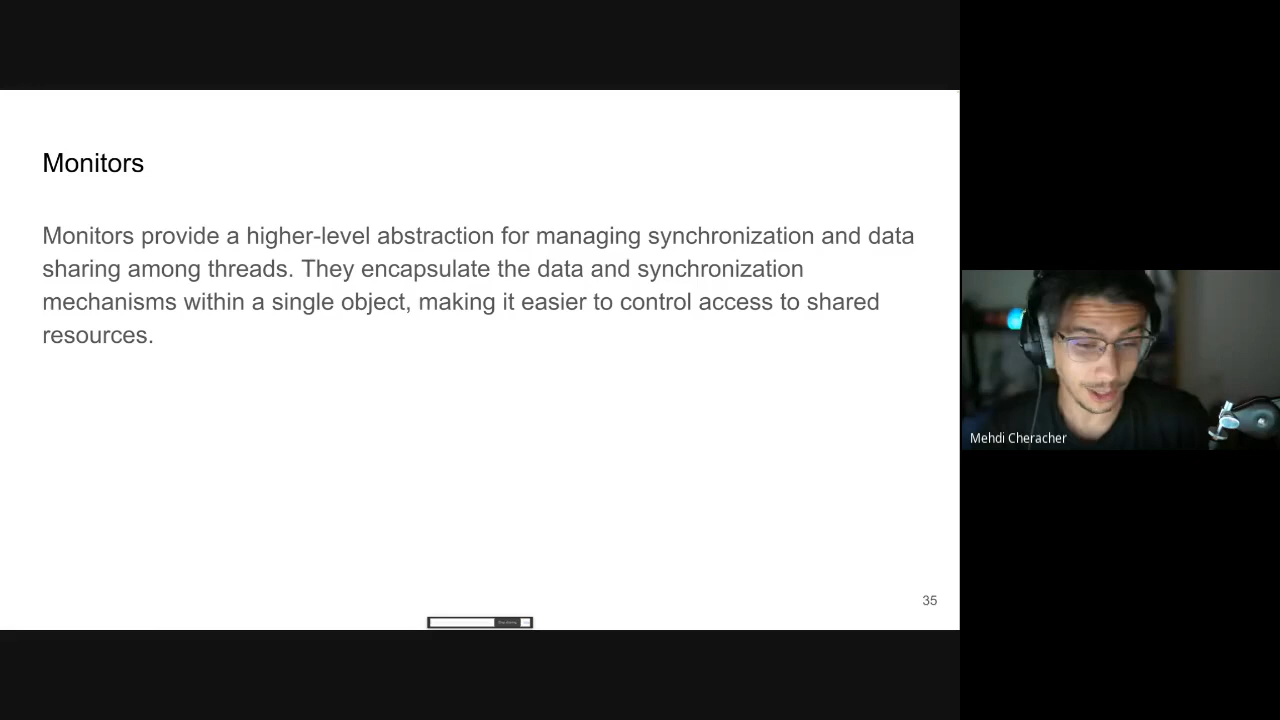 Monitors
Monitors provide a higher-level abstraction for managing synchronization and data
sharing among threads. They encapsulate the data and synchronization
mechanisms within a single object, making it easier to control access to shared
resources.
Mehdi Cheracher
35